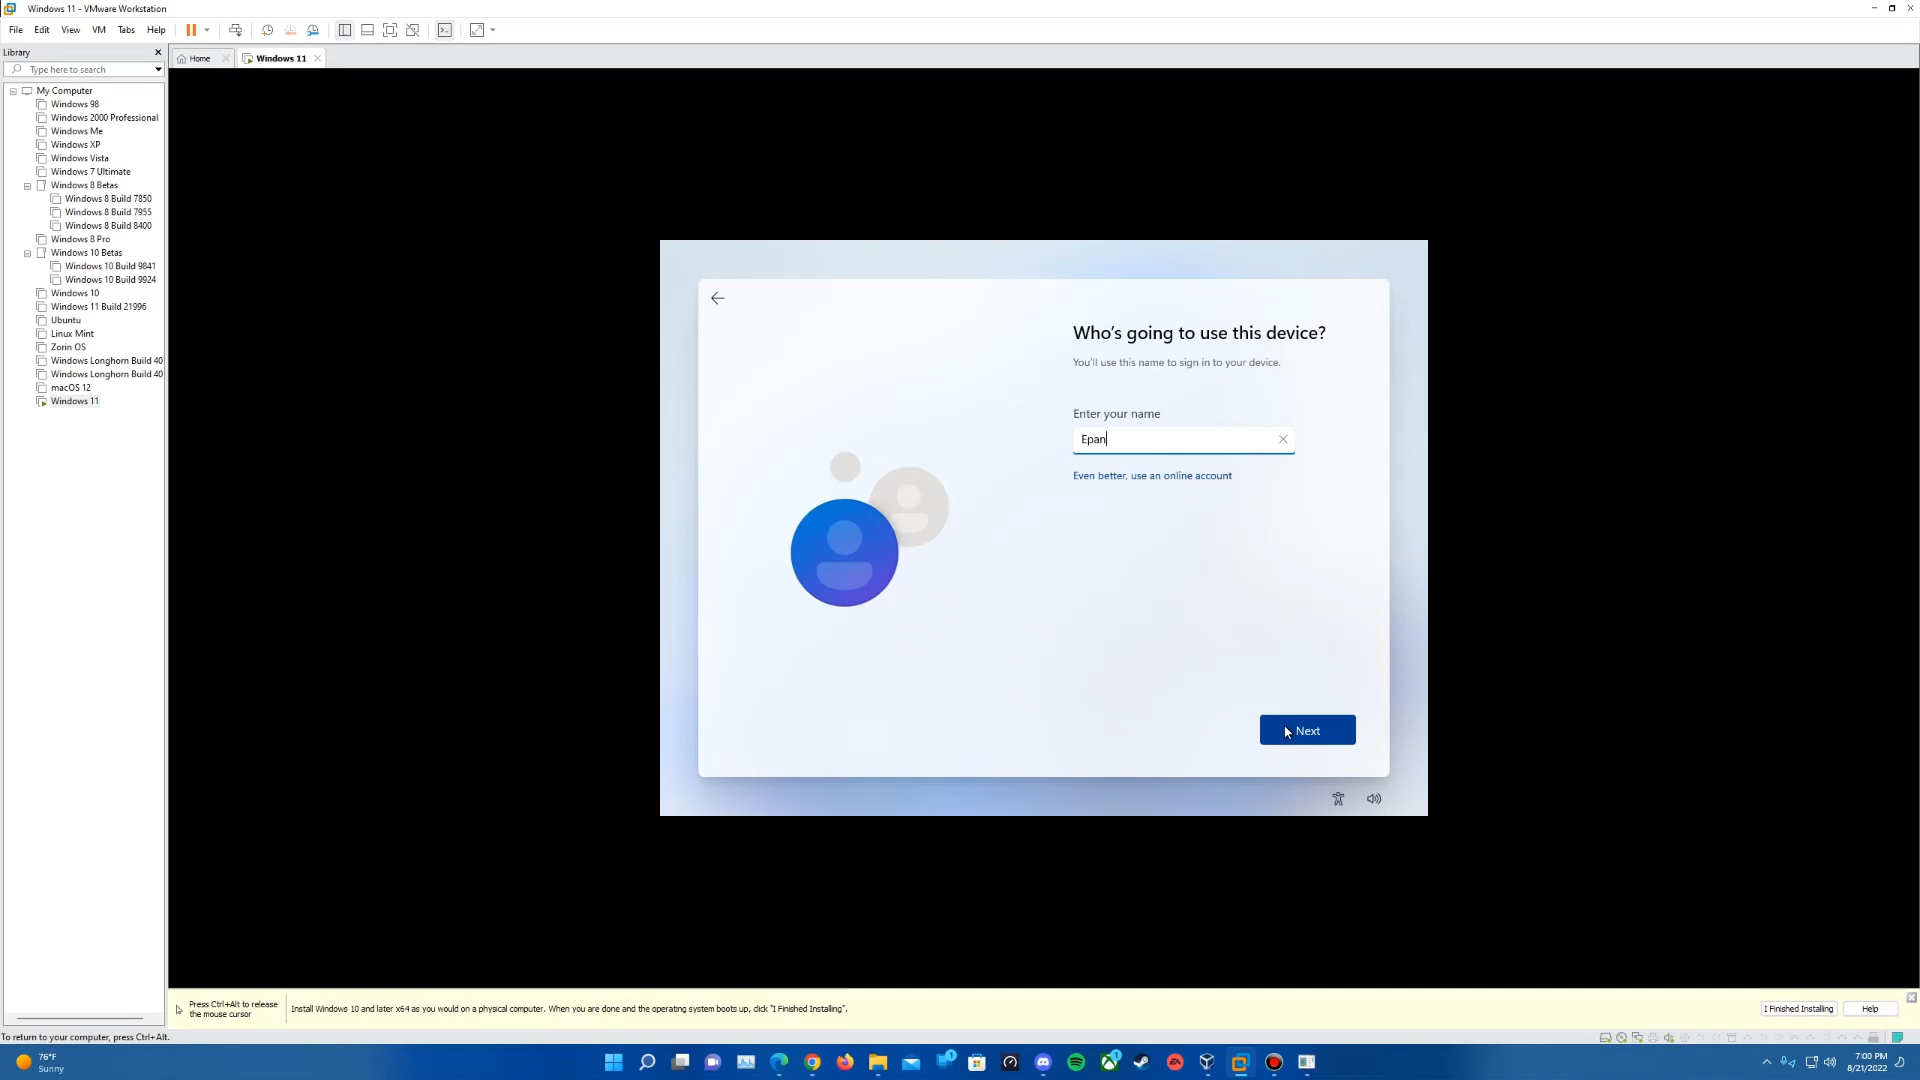 Windows 11 - VMware Workstation
File Edit View VM Tabs Help
Library
Type here to search
Home
Windows 11
My Computer
Windows 98
Windows 2000 Professional
Windows Me
Windows XP
Windows Vista
Windows 7 Ultimate
Windows 8 Betas
Windows 8 Build 7850
Windows 8 Build 7955
Windows 8 Build 8400
Windows 8 Pro
Windows 10 Betas
Windows 10 Build 9841
Windows 10 Build 9924
Windows 10
Windows 11 Build 21996
Ubuntu
Linux Mint
Zorin OS
Windows Longhorn Build 40
Windows Longhorn Build 40
macOS 12
Windows 11
Who's going to use this device?
You'll use this name to sign in to your device.
Enter your name
Epan
Even better, use an online account
Next
Press Ctrl+Alt to release
the mouse cursor
Install Windows 10 and later x64 as you would on a physical computer. When you are done and the operating system boots up, click "I Finished Installing".
I Finished Installing
Help
To return to your computer, press Ctrl+Alt.
76°F
Sunny
7:00 PM
8/21/2022